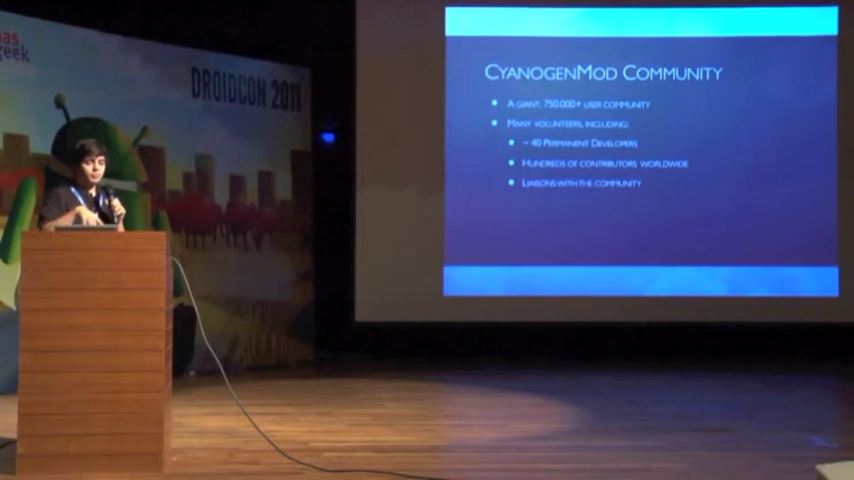 geek
DROIDCON 2011
CYANOGENMOD COMMUNITY
A GIANT, 750.000+ USER COMMUNITY
MANY VOLUNTEERS, INCLUDING:
~ 40 PERMANENT DEVELOPERS
HUNDREDS OF CONTRIBUTORS WORLDWIDE
LIAISONS WITH THE COMMUNITY